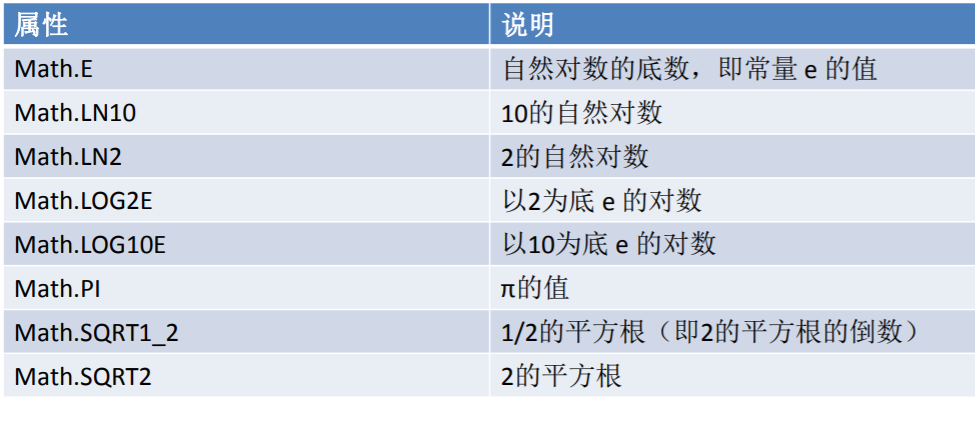 属性 说明
Math.E 自然对数的底数，即常量 e 的值
Math.LN10 10的自然对数
Math.LN2 2的自然对数
Math.LOG2E 以2为底 e 的对数
Math.LOG10E 以10为底 e 的对数
Math.PI π的值
Math.SQRT1_2 1/2的平方根（即2的平方根的倒数）
Math.SQRT2 2的平方根